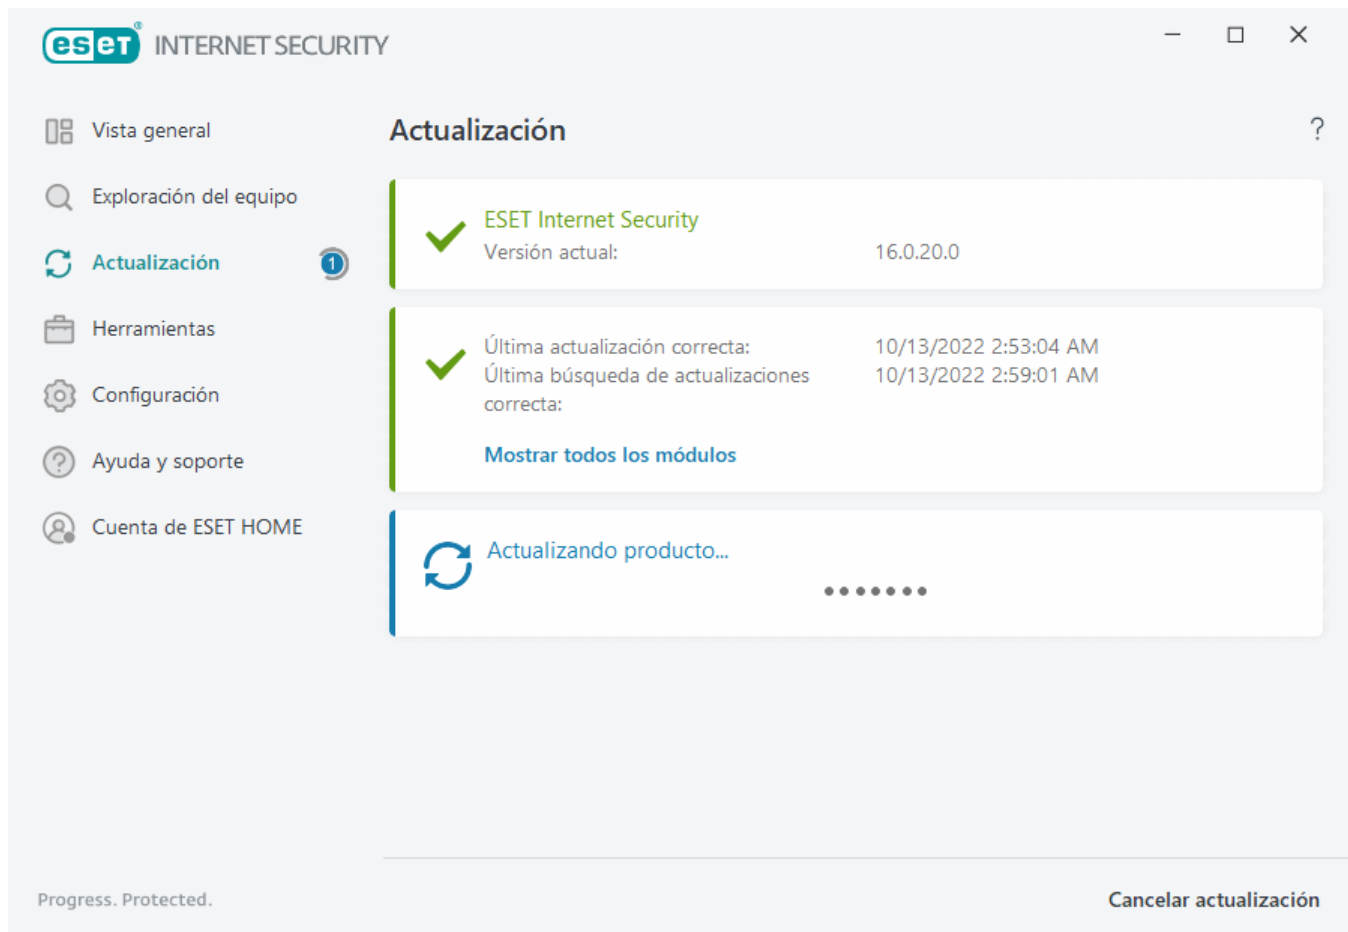 eset® INTERNET SECURITY
Vista general
Exploración del equipo
Actualización
1
Herramientas
Configuración
Ayuda y soporte
Cuenta de ESET HOME
Actualización
?
ESET Internet Security
Versión actual: 16.0.20.0
Última actualización correcta: 10/13/2022 2:53:04 AM
Última búsqueda de actualizaciones 10/13/2022 2:59:01 AM
correcta:
Mostrar todos los módulos
Actualizando producto...
Progress. Protected.
Cancelar actualización